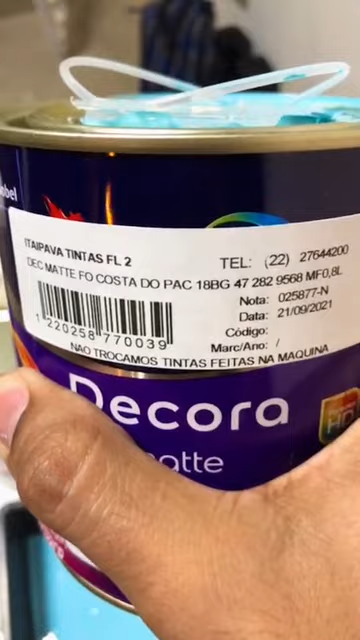 ITAIPAVA TINTAS FL 2
TEL: (22) 27644200
DEC MATTE FO COSTA DO PAC 18BG 47 282 9568 MF0,8L
Nota: 025877-N
Data: 21/09/2021
Código:
Marc/Ano: /
1 220258 770039
NAO TROCAMOS TINTAS FEITAS NA MAQUINA
Decora
matte